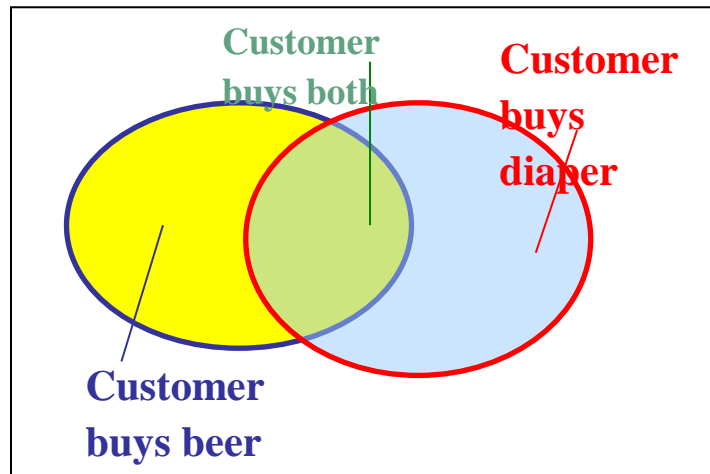 Customer
buys both
Customer
buys
diaper
Customer
buys beer